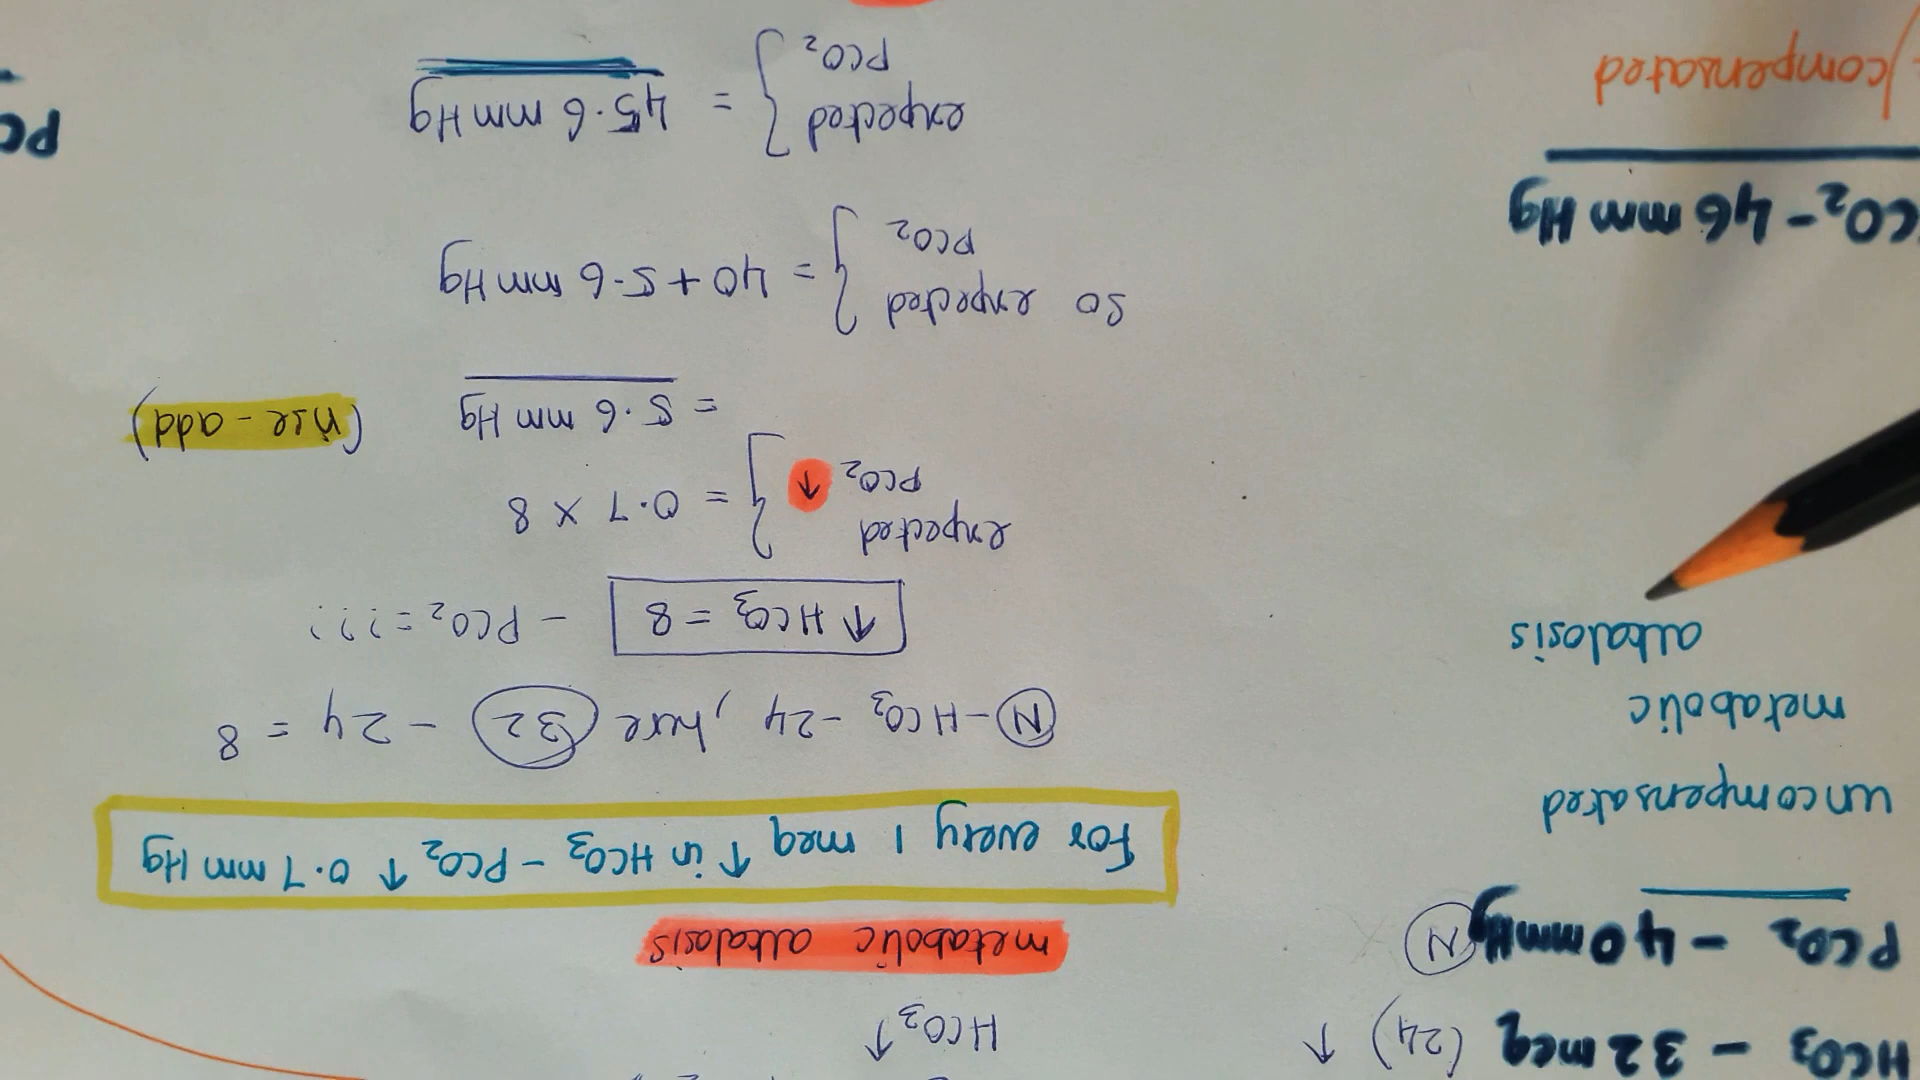 HCO3 - 32 meq (24) ↑
PCO2 - 40 mmHg (N)
uncompensated
metabolic
alkalosis
CO2 - 46 mm Hg
compensated
HCO3 ↑
metabolic alkalosis
For every 1 meq ↑ in HCO3 - PCO2 ↑ 0.7 mm Hg
(N) - HCO3 - 24, here 32 - 24 = 8
↑ HCO3 = 8 - PCO2 = ???
expected
PCO2 ↑ } = 0.7 x 8
= 5.6 mm Hg (rise - add)
so expected
PCO2 } = 40 + 5.6 mm Hg
expected
PCO2 } = 45.6 mm Hg
PC